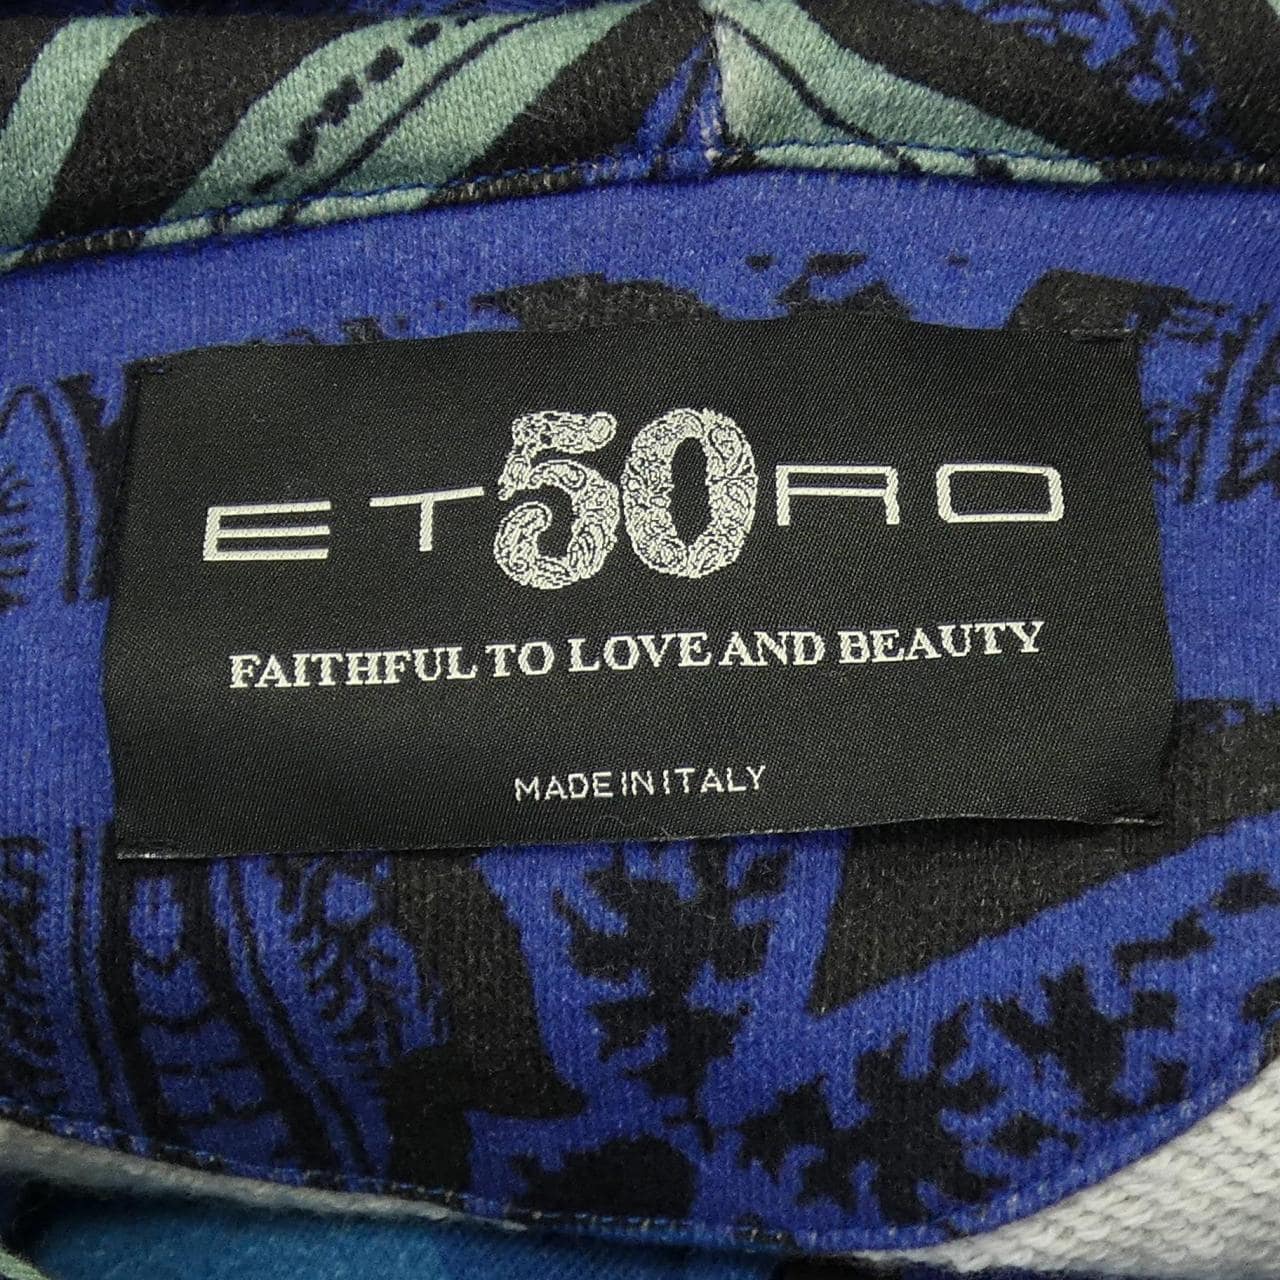 ET50RO
FAITHFUL TO LOVE AND BEAUTY
MADE IN ITALY